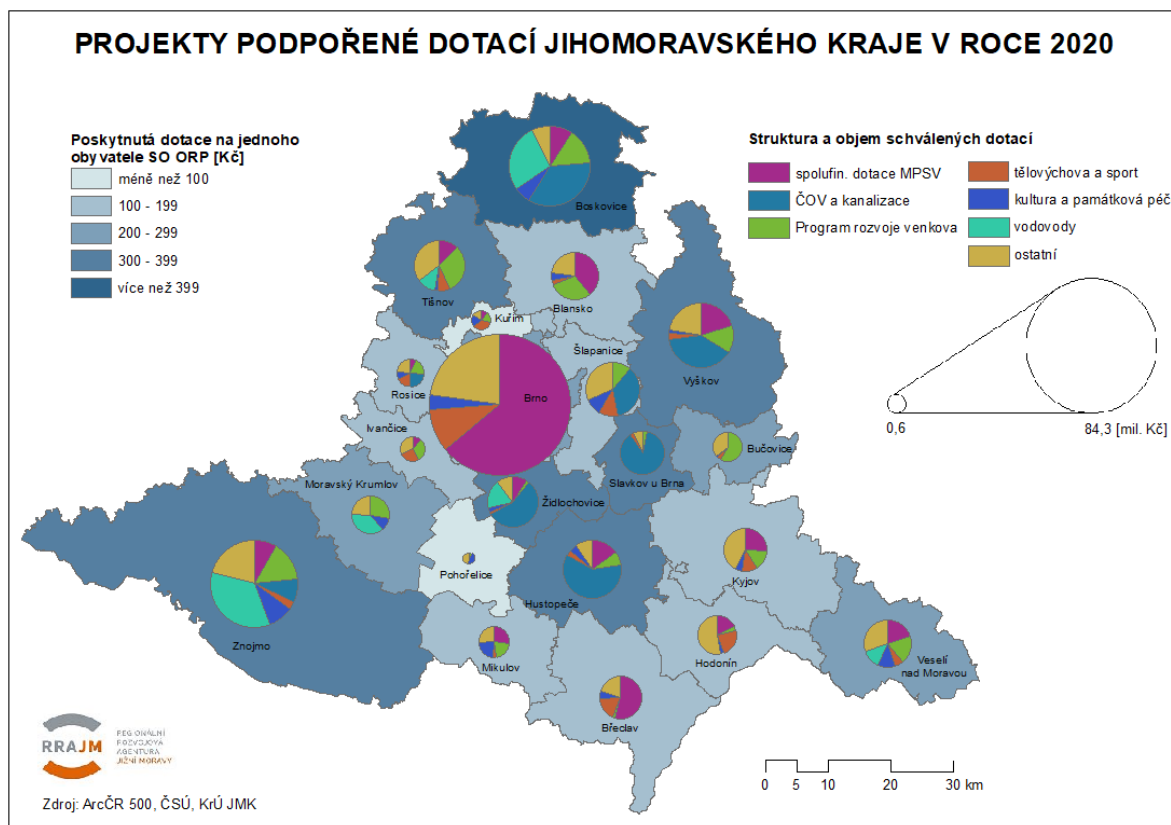 PROJEKTY PODPOŘENÉ DOTACÍ JIHOMORAVSKÉHO KRAJE V ROCE 2020
Poskytnutá dotace na jednoho
obyvatele SO ORP [Kč]
méně než 100
100 - 199
200 - 299
300 - 399
více než 399
Struktura a objem schválených dotací
spolufin. dotace MPSV
ČOV a kanalizace
Program rozvoje venkova
tělovýchova a sport
kultura a památková péč
vodovody
ostatní
0,6
84,3 [mil. Kč]
Boskovice
Tišnov
Blansko
Kuřim
Šlapanice
Vyškov
Rosice
Brno
Ivančice
Bučovice
Moravský Krumlov
Slavkov u Brna
Židlochovice
Pohořelice
Kyjov
Hustopeče
Znojmo
Mikulov
Hodonín
Veselí
nad Moravou
Břeclav
RRAJM
REGIONÁLNÍ
ROZVOJOVÁ
AGENTURA
JIŽNÍ MORAVY
0 5 10 20 30 km
Zdroj: ArcČR 500, ČSÚ, KrÚ JMK